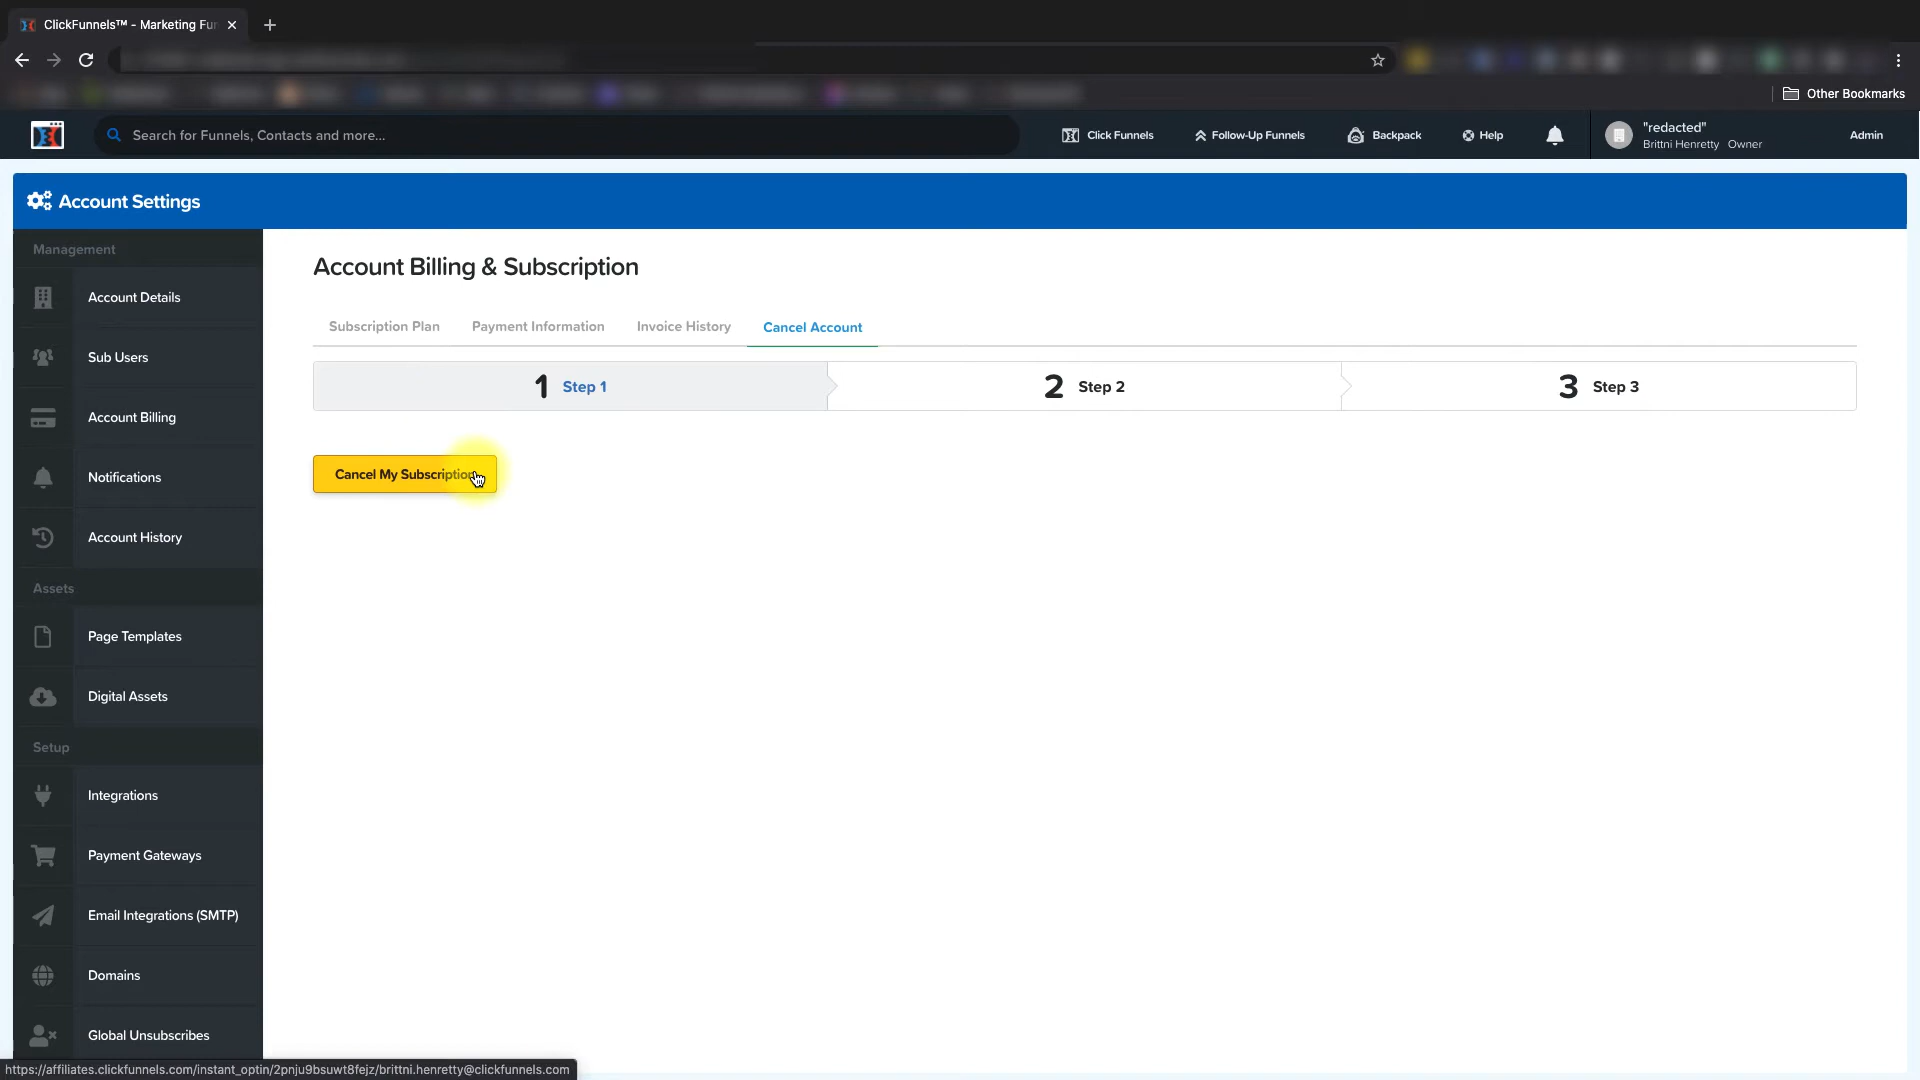 ClickFunnels™ - Marketing Fun
Other Bookmarks
Search for Funnels, Contacts and more...
Click Funnels
Follow-Up Funnels
Backpack
Help
"redacted"
Brittni Henretty Owner
Admin
Account Settings
Management
Account Details
Sub Users
Account Billing
Notifications
Account History
Assets
Page Templates
Digital Assets
Setup
Integrations
Payment Gateways
Email Integrations (SMTP)
Domains
Global Unsubscribes
Account Billing & Subscription
Subscription Plan
Payment Information
Invoice History
Cancel Account
1 Step 1
2 Step 2
3 Step 3
Cancel My Subscription
https://affiliates.clickfunnels.com/instant_optin/2pnju9bsuwt8fejz/brittni.henretty@clickfunnels.com